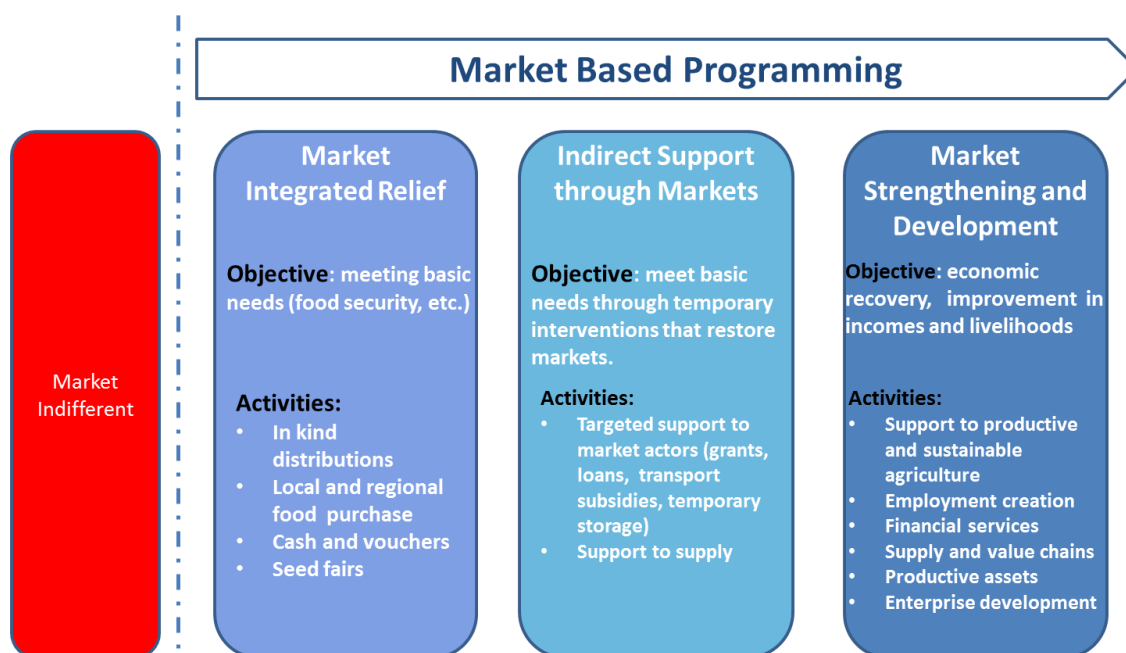 Market Based Programming
Market
Indifferent
Market
Integrated Relief
Objective: meeting basic
needs (food security, etc.)
Activities:
• In kind
distributions
• Local and regional
food purchase
• Cash and vouchers
• Seed fairs
Indirect Support
through Markets
Objective: meet basic
needs through temporary
interventions that restore
markets.
Activities:
• Targeted support to
market actors (grants,
loans, transport
subsidies, temporary
storage)
• Support to supply
Market
Strengthening and
Development
Objective: economic
recovery, improvement in
incomes and livelihoods
Activities:
• Support to productive
and sustainable
agriculture
• Employment creation
• Financial services
• Supply and value chains
• Productive assets
• Enterprise development